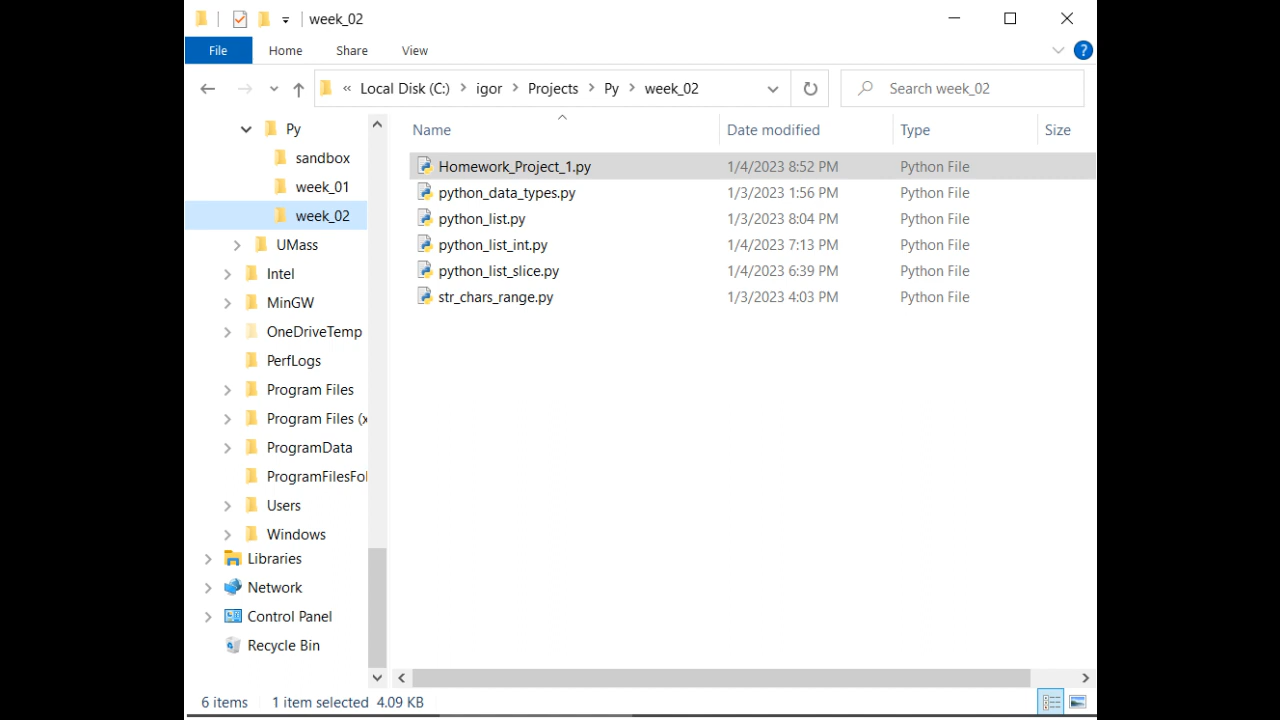 week_02
File Home Share View
« Local Disk (C:) igor Projects Py week_02 Search week_02
Name Date modified Type Size
Py
sandbox
week_01
week_02
UMass
Intel
MinGW
OneDriveTemp
PerfLogs
Program Files
Program Files (x
ProgramData
ProgramFilesFol
Users
Windows
Libraries
Network
Control Panel
Recycle Bin
Homework_Project_1.py 1/4/2023 8:52 PM Python File
python_data_types.py 1/3/2023 1:56 PM Python File
python_list.py 1/3/2023 8:04 PM Python File
python_list_int.py 1/4/2023 7:13 PM Python File
python_list_slice.py 1/4/2023 6:39 PM Python File
str_chars_range.py 1/3/2023 4:03 PM Python File
6 items 1 item selected 4.09 KB